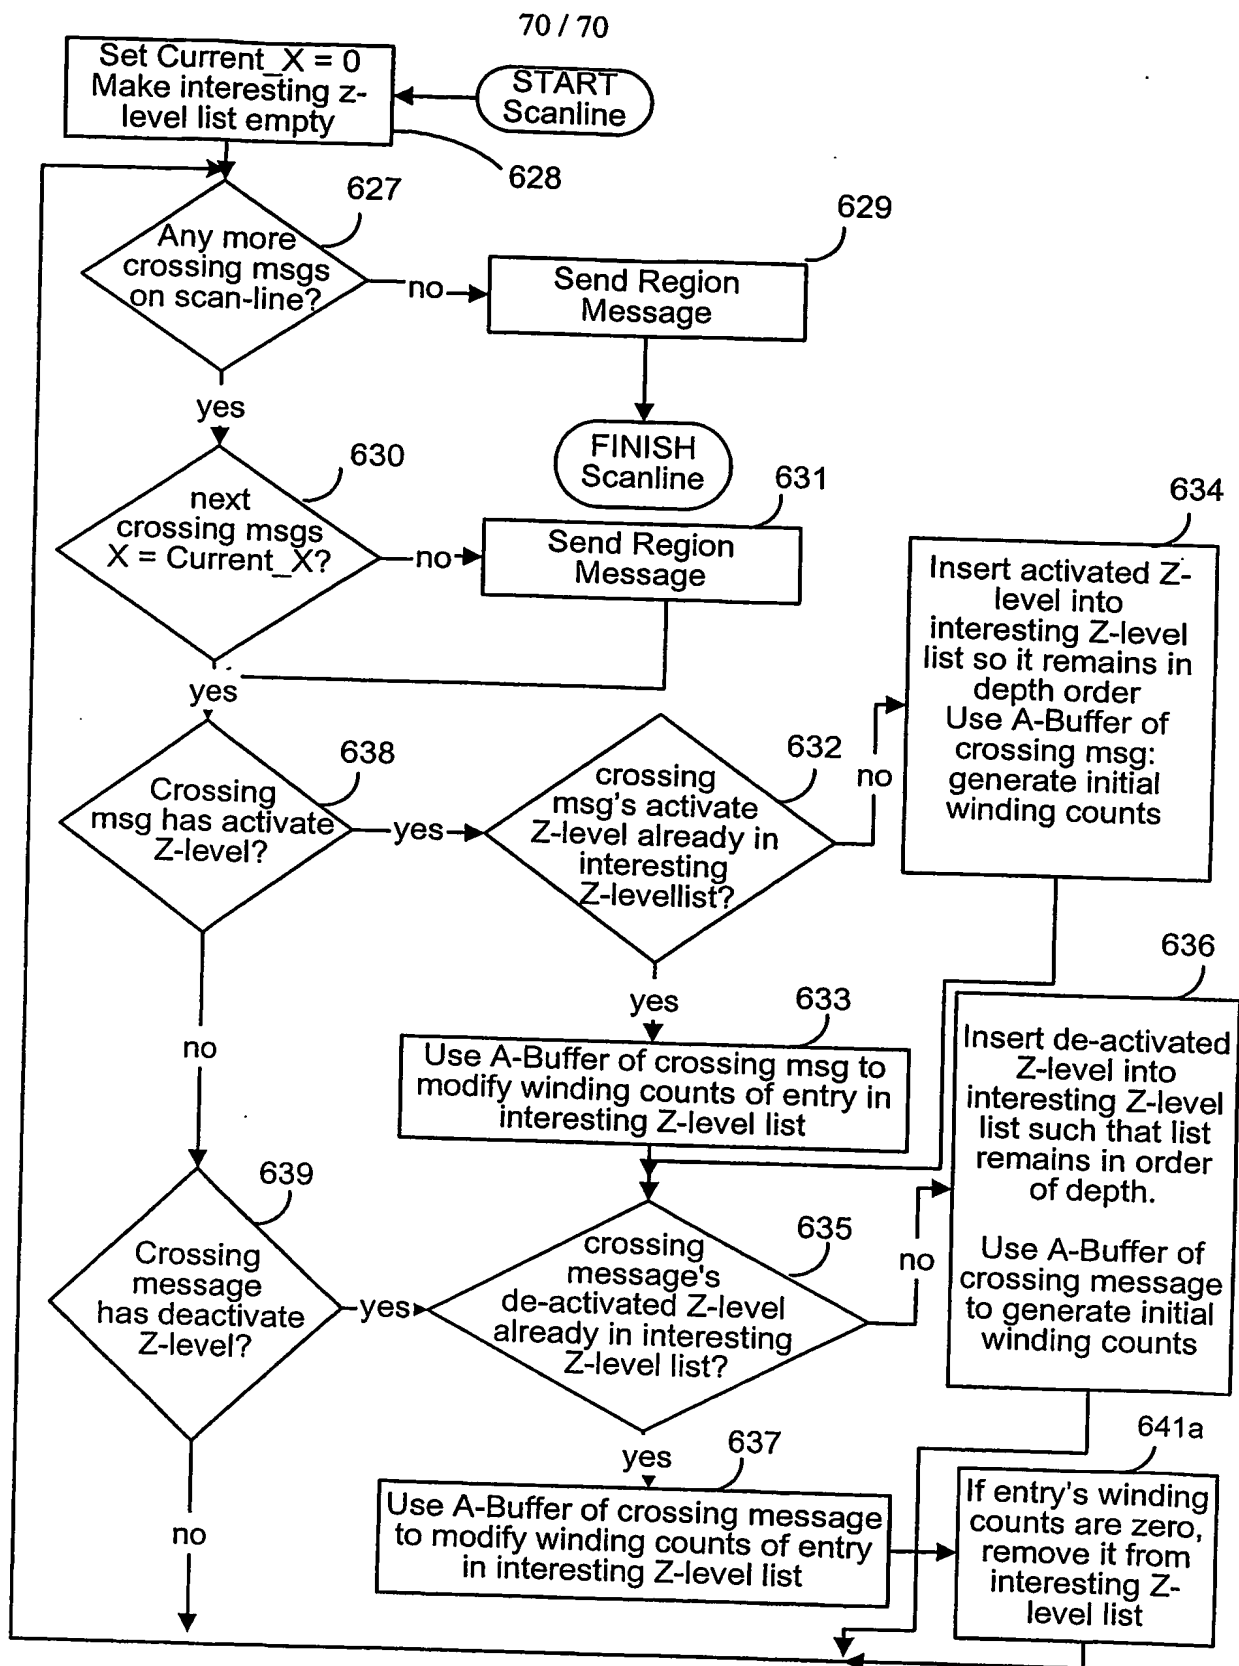 70 / 70
Set Current_X = 0
Make interesting z-
level list empty
START
Scanline
628
627
Any more
crossing msgs
on scan-line?
no
629
Send Region
Message
yes
FINISH
Scanline
630
next
crossing msgs
X = Current_X?
no
631
Send Region
Message
yes
634
Insert activated Z-
level into
interesting Z-level
list so it remains in
depth order
Use A-Buffer of
crossing msg:
generate initial
winding counts
638
Crossing
msg has activate
Z-level?
yes
632
crossing
msg's activate
Z-level already in
interesting
Z-levellist?
no
yes
633
Use A-Buffer of crossing msg to
modify winding counts of entry in
interesting Z-level list
no
636
Insert de-activated
Z-level into
interesting Z-level
list such that list
remains in order
of depth.
Use A-Buffer of
crossing message
to generate initial
winding counts
639
Crossing
message
has deactivate
Z-level?
yes
635
crossing
message's
de-activated Z-level
already in interesting
Z-level list?
no
yes
637
Use A-Buffer of crossing message
to modify winding counts of entry
in interesting Z-level list
641a
If entry's winding
counts are zero,
remove it from
interesting Z-
level list
no